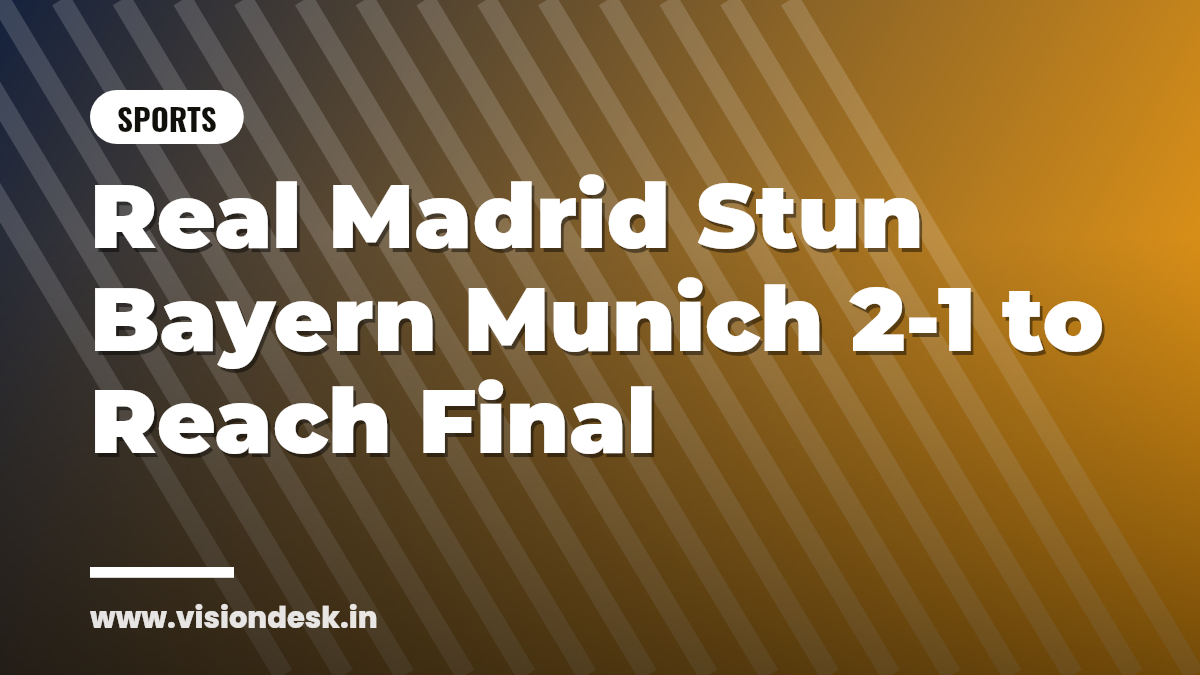 SPORTS
Real Madrid Stun
Bayern Munich 2-1 to
Reach Final
www.visiondesk.in